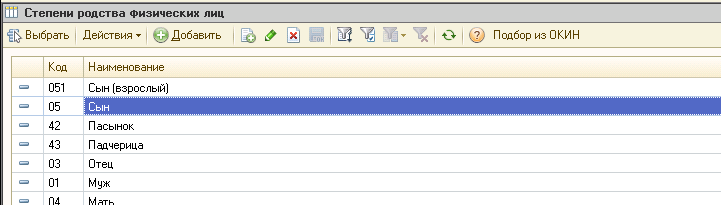 Степени родства физических лиц
Выбрать Действия Добавить Подбор из ОКИН
Код Наименование
051 Сын (взрослый)
05 Сын
42 Пасынок
43 Падчерица
03 Отец
01 Муж
04 Мать